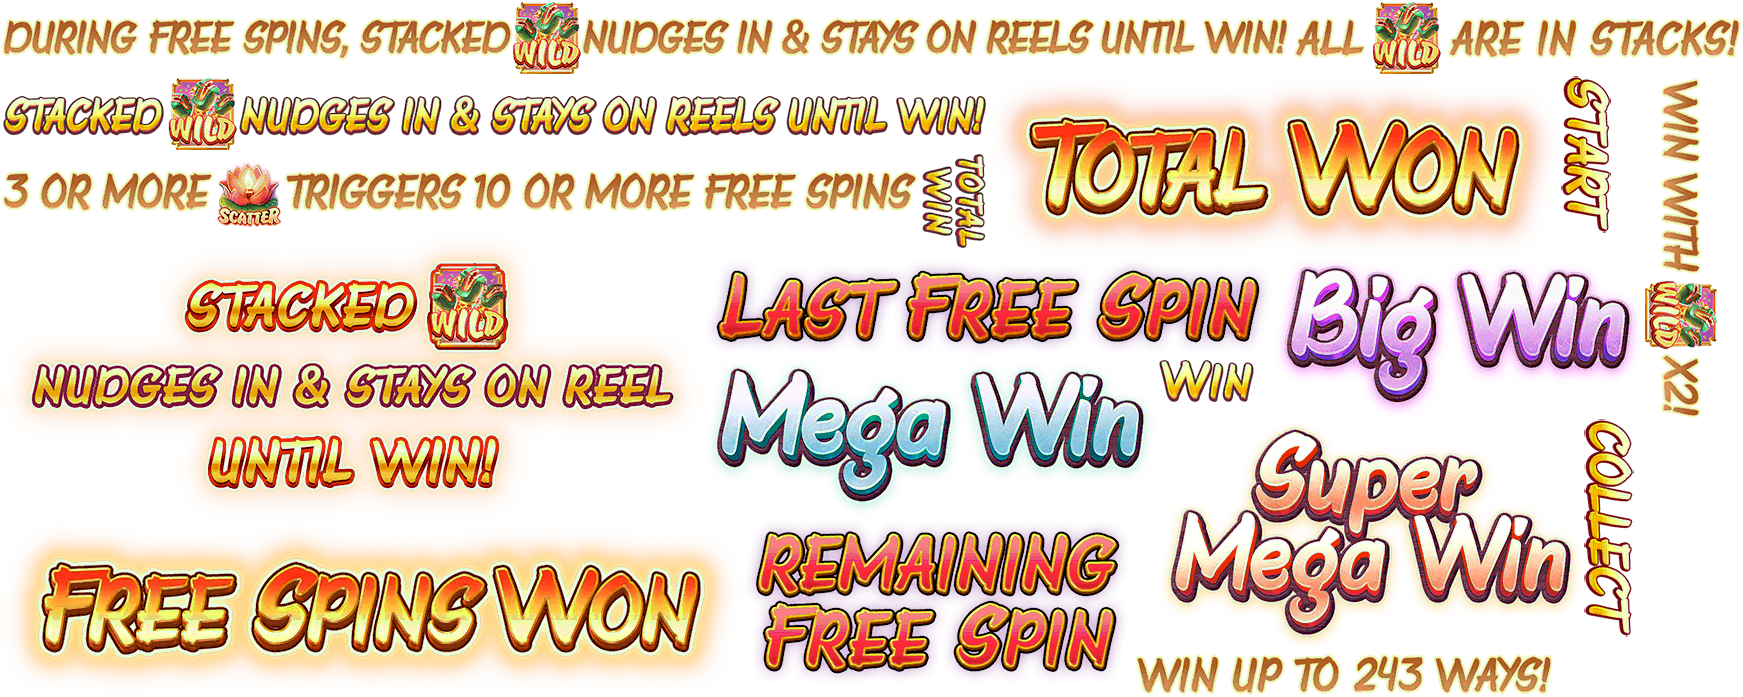 DURING FREE SPINS, STACKED WILD NUDGES IN & STAYS ON REELS UNTIL WIN! ALL WILD ARE IN STACKS!
STACKED WILD NUDGES IN & STAYS ON REELS UNTIL WIN!
3 OR MORE SCATTER TRIGGERS 10 OR MORE FREE SPINS
TOTAL
WIN
TOTAL WON
START
WIN WITH WILD X2!
STACKED WILD
NUDGES IN & STAYS ON REEL
UNTIL WIN!
LAST FREE SPIN
Big Win
WIN
Mega Win
Super
Mega Win
COLLECT
FREE SPINS WON
REMAINING
FREE SPIN
WIN UP TO 243 WAYS!